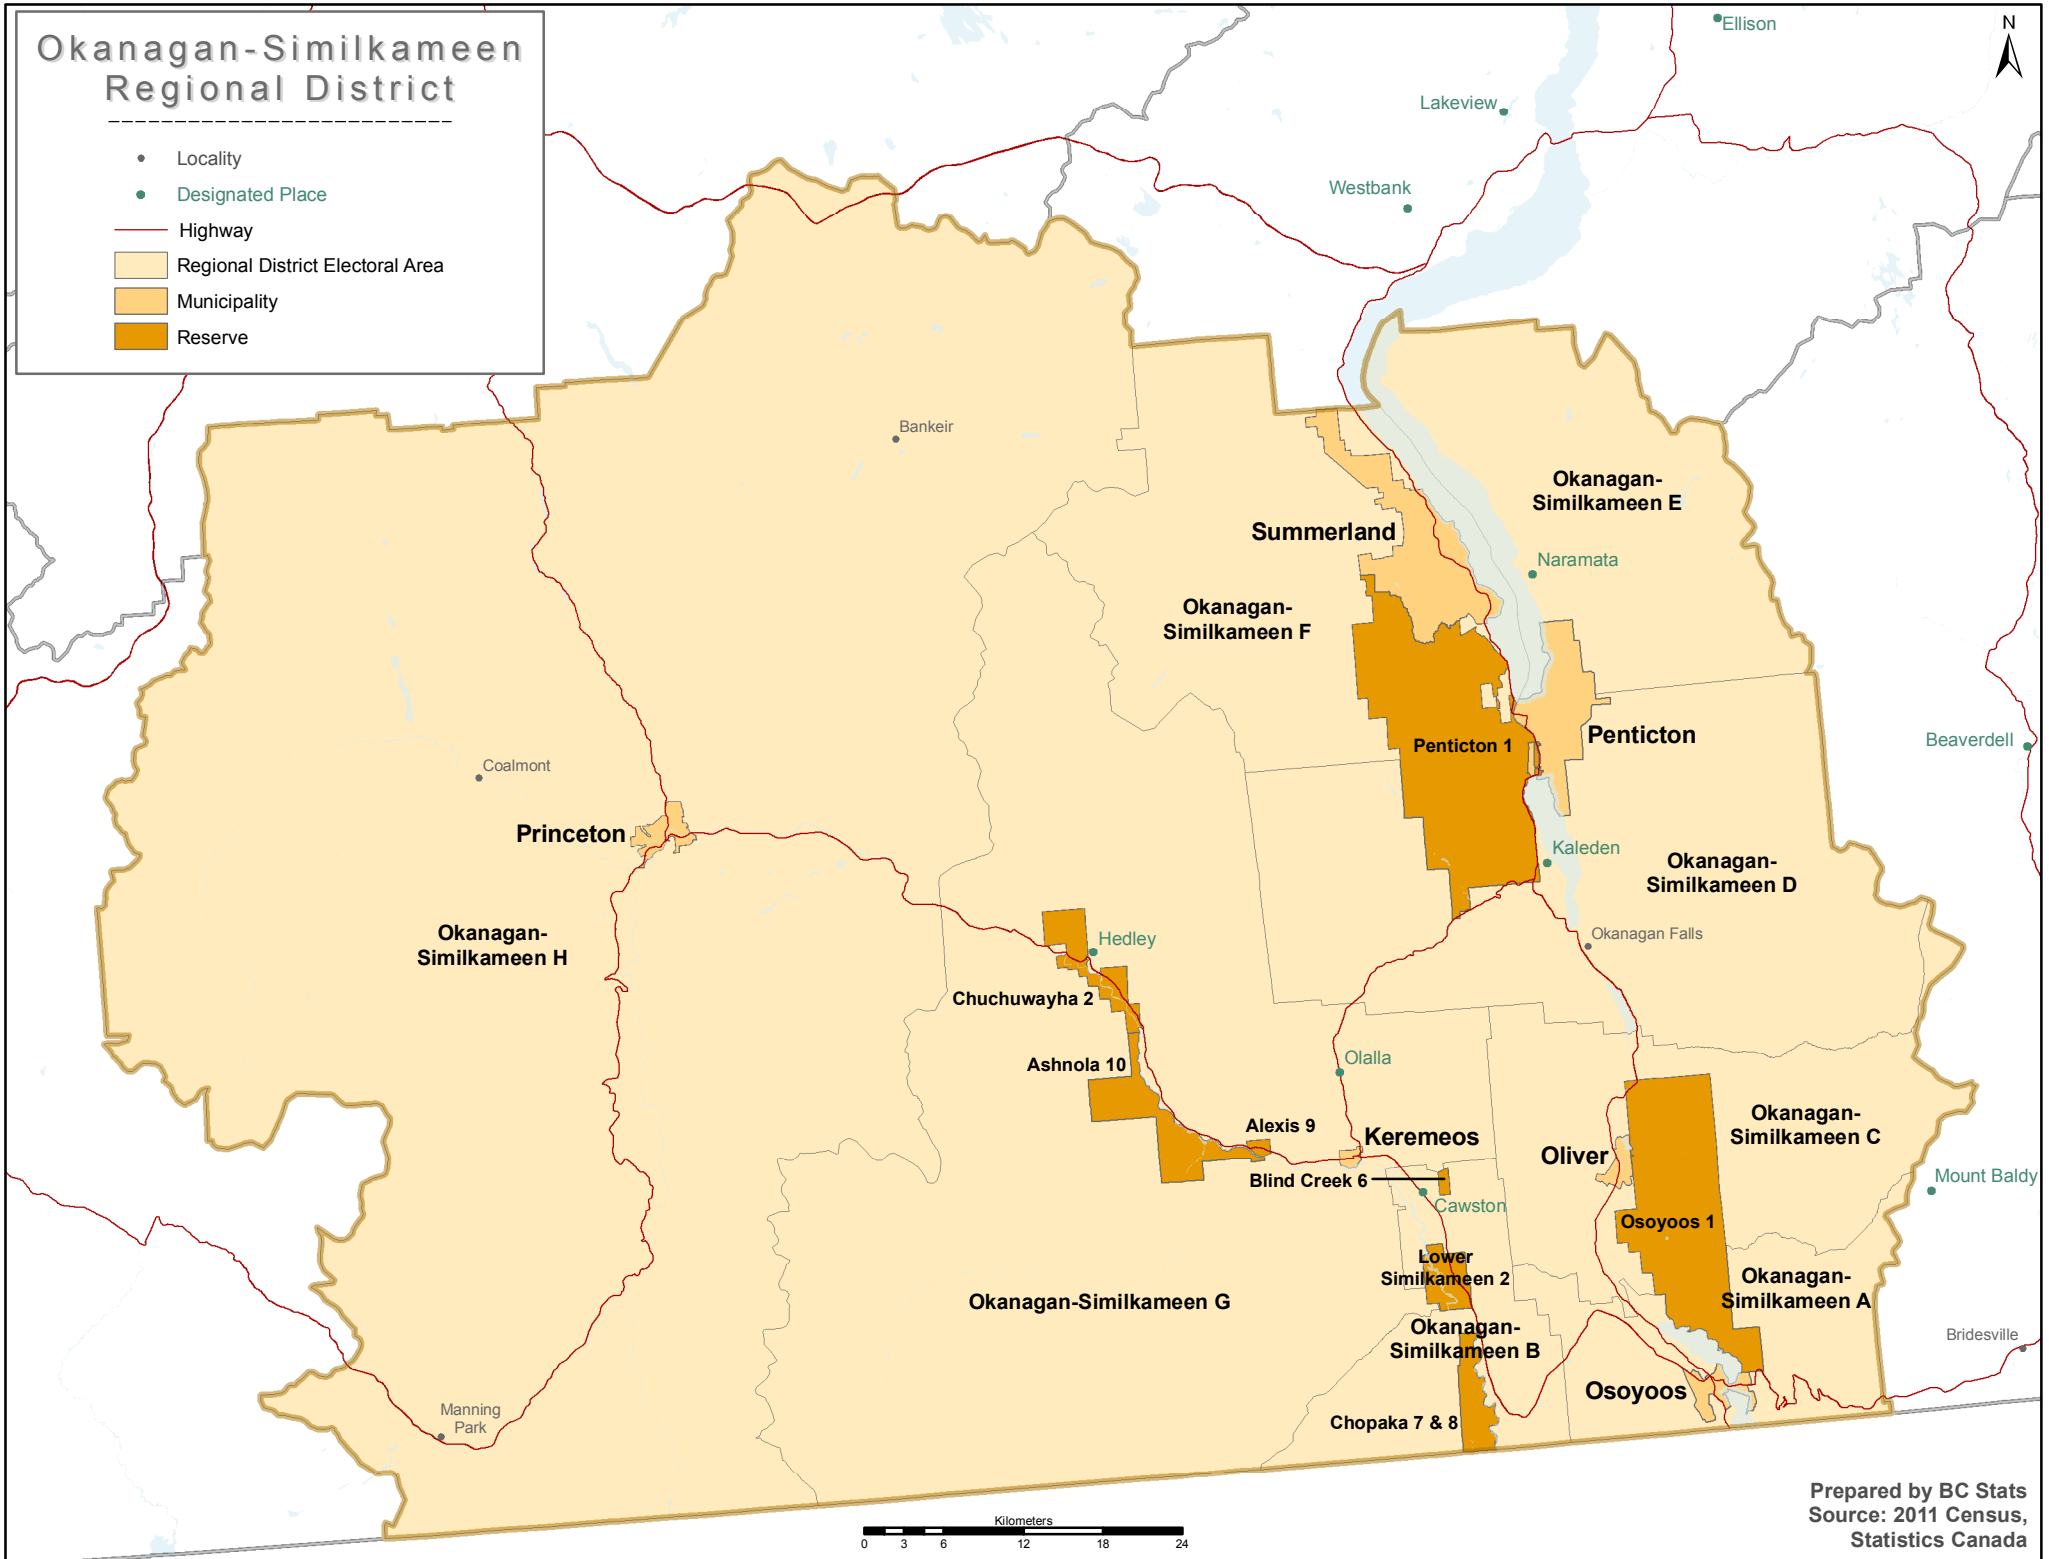 Okanagan-Similkameen
Regional District
Locality
Designated Place
Highway
Regional District Electoral Area
Municipality
Reserve
N
Ellison
Lakeview
Westbank
Bankeir
Okanagan-
Similkameen E
Summerland
Naramata
Okanagan-
Similkameen F
Penticton
Penticton 1
Beaverdell
Coalmont
Princeton
Kaleden
Okanagan-
Similkameen D
Okanagan-
Similkameen H
Hedley
Okanagan Falls
Chuchuwayha 2
Ashnola 10
Olalla
Alexis 9
Keremeos
Okanagan-
Similkameen C
Oliver
Blind Creek 6
Mount Baldy
Cawston
Osoyoos 1
Lower
Similkameen 2
Okanagan-
Similkameen A
Okanagan-Similkameen G
Okanagan-
Similkameen B
Bridesville
Osoyoos
Manning
Park
Chopaka 7 & 8
Kilometers
0 3 6 12 18 24
Prepared by BC Stats
Source: 2011 Census,
Statistics Canada